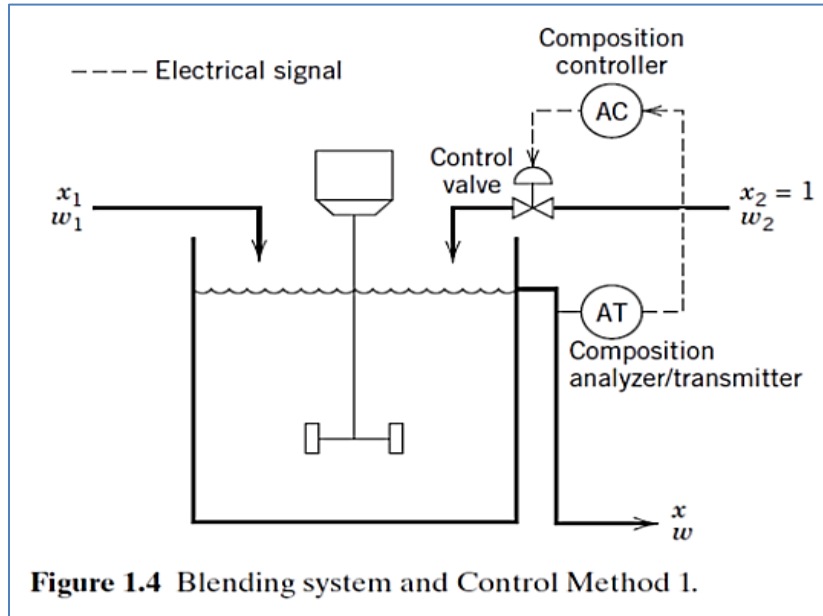 Composition
controller
---- Electrical signal
AC
Control
valve
x₁
w₁
x₂ = 1
w₂
AT
Composition
analyzer/transmitter
x
w
Figure 1.4 Blending system and Control Method 1.